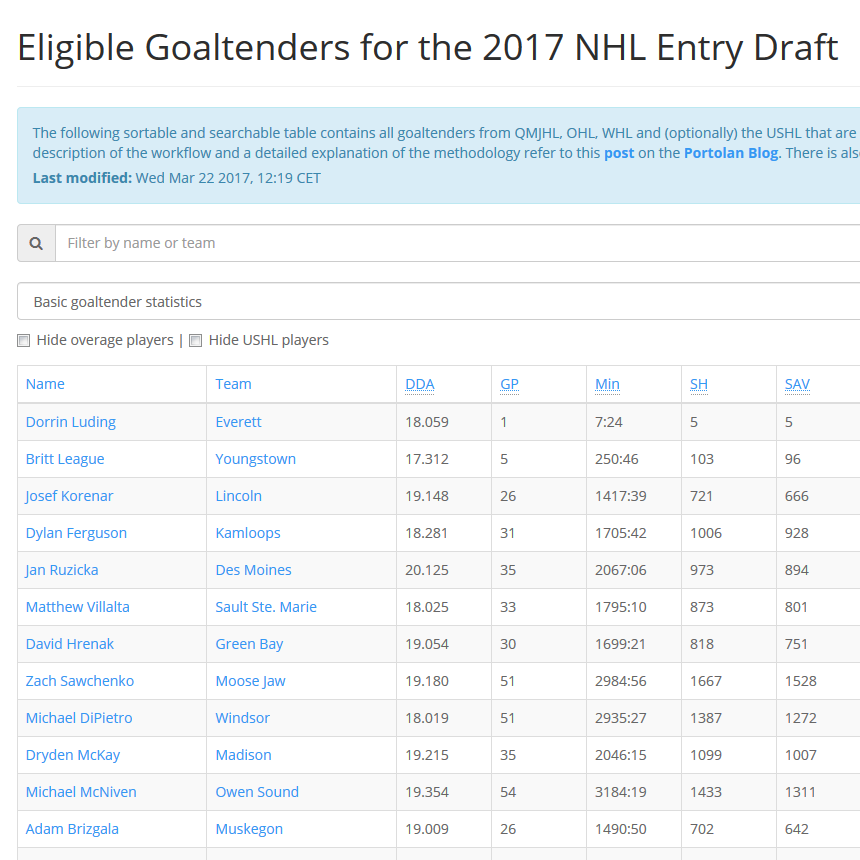 Eligible Goaltenders for the 2017 NHL Entry Draft
The following sortable and searchable table contains all goaltenders from QMJHL, OHL, WHL and (optionally) the USHL that are
description of the workflow and a detailed explanation of the methodology refer to this post on the Portolan Blog. There is also
Last modified: Wed Mar 22 2017, 12:19 CET
Filter by name or team
Basic goaltender statistics
Hide overage players | Hide USHL players
Name Team DDA GP Min SH SAV
Dorrin Luding Everett 18.059 1 7:24 5 5
Britt League Youngstown 17.312 5 250:46 103 96
Josef Korenar Lincoln 19.148 26 1417:39 721 666
Dylan Ferguson Kamloops 18.281 31 1705:42 1006 928
Jan Ruzicka Des Moines 20.125 35 2067:06 973 894
Matthew Villalta Sault Ste. Marie 18.025 33 1795:10 873 801
David Hrenak Green Bay 19.054 30 1699:21 818 751
Zach Sawchenko Moose Jaw 19.180 51 2984:56 1667 1528
Michael DiPietro Windsor 18.019 51 2935:27 1387 1272
Dryden McKay Madison 19.215 35 2046:15 1099 1007
Michael McNiven Owen Sound 19.354 54 3184:19 1433 1311
Adam Brizgala Muskegon 19.009 26 1490:50 702 642